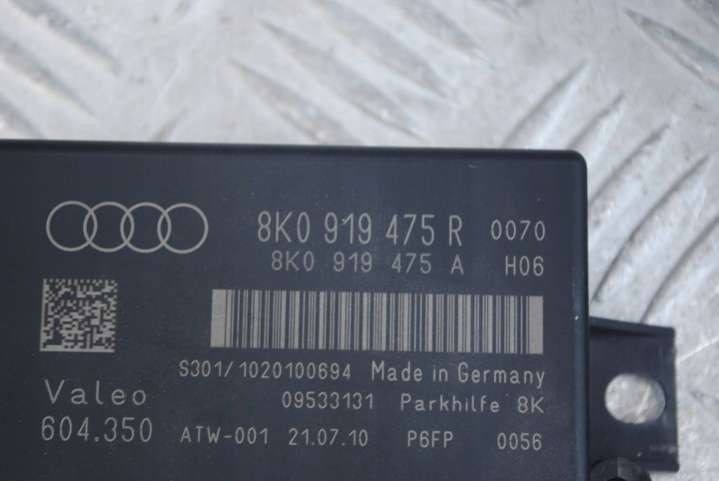 8K0 919 475 R 0070
8K0 919 475 A H06
S301/1020100694 Made in Germany
Valeo 09533131 Parkhilfe 8K
604.350 ATW-001 21.07.10 P6FP 0056